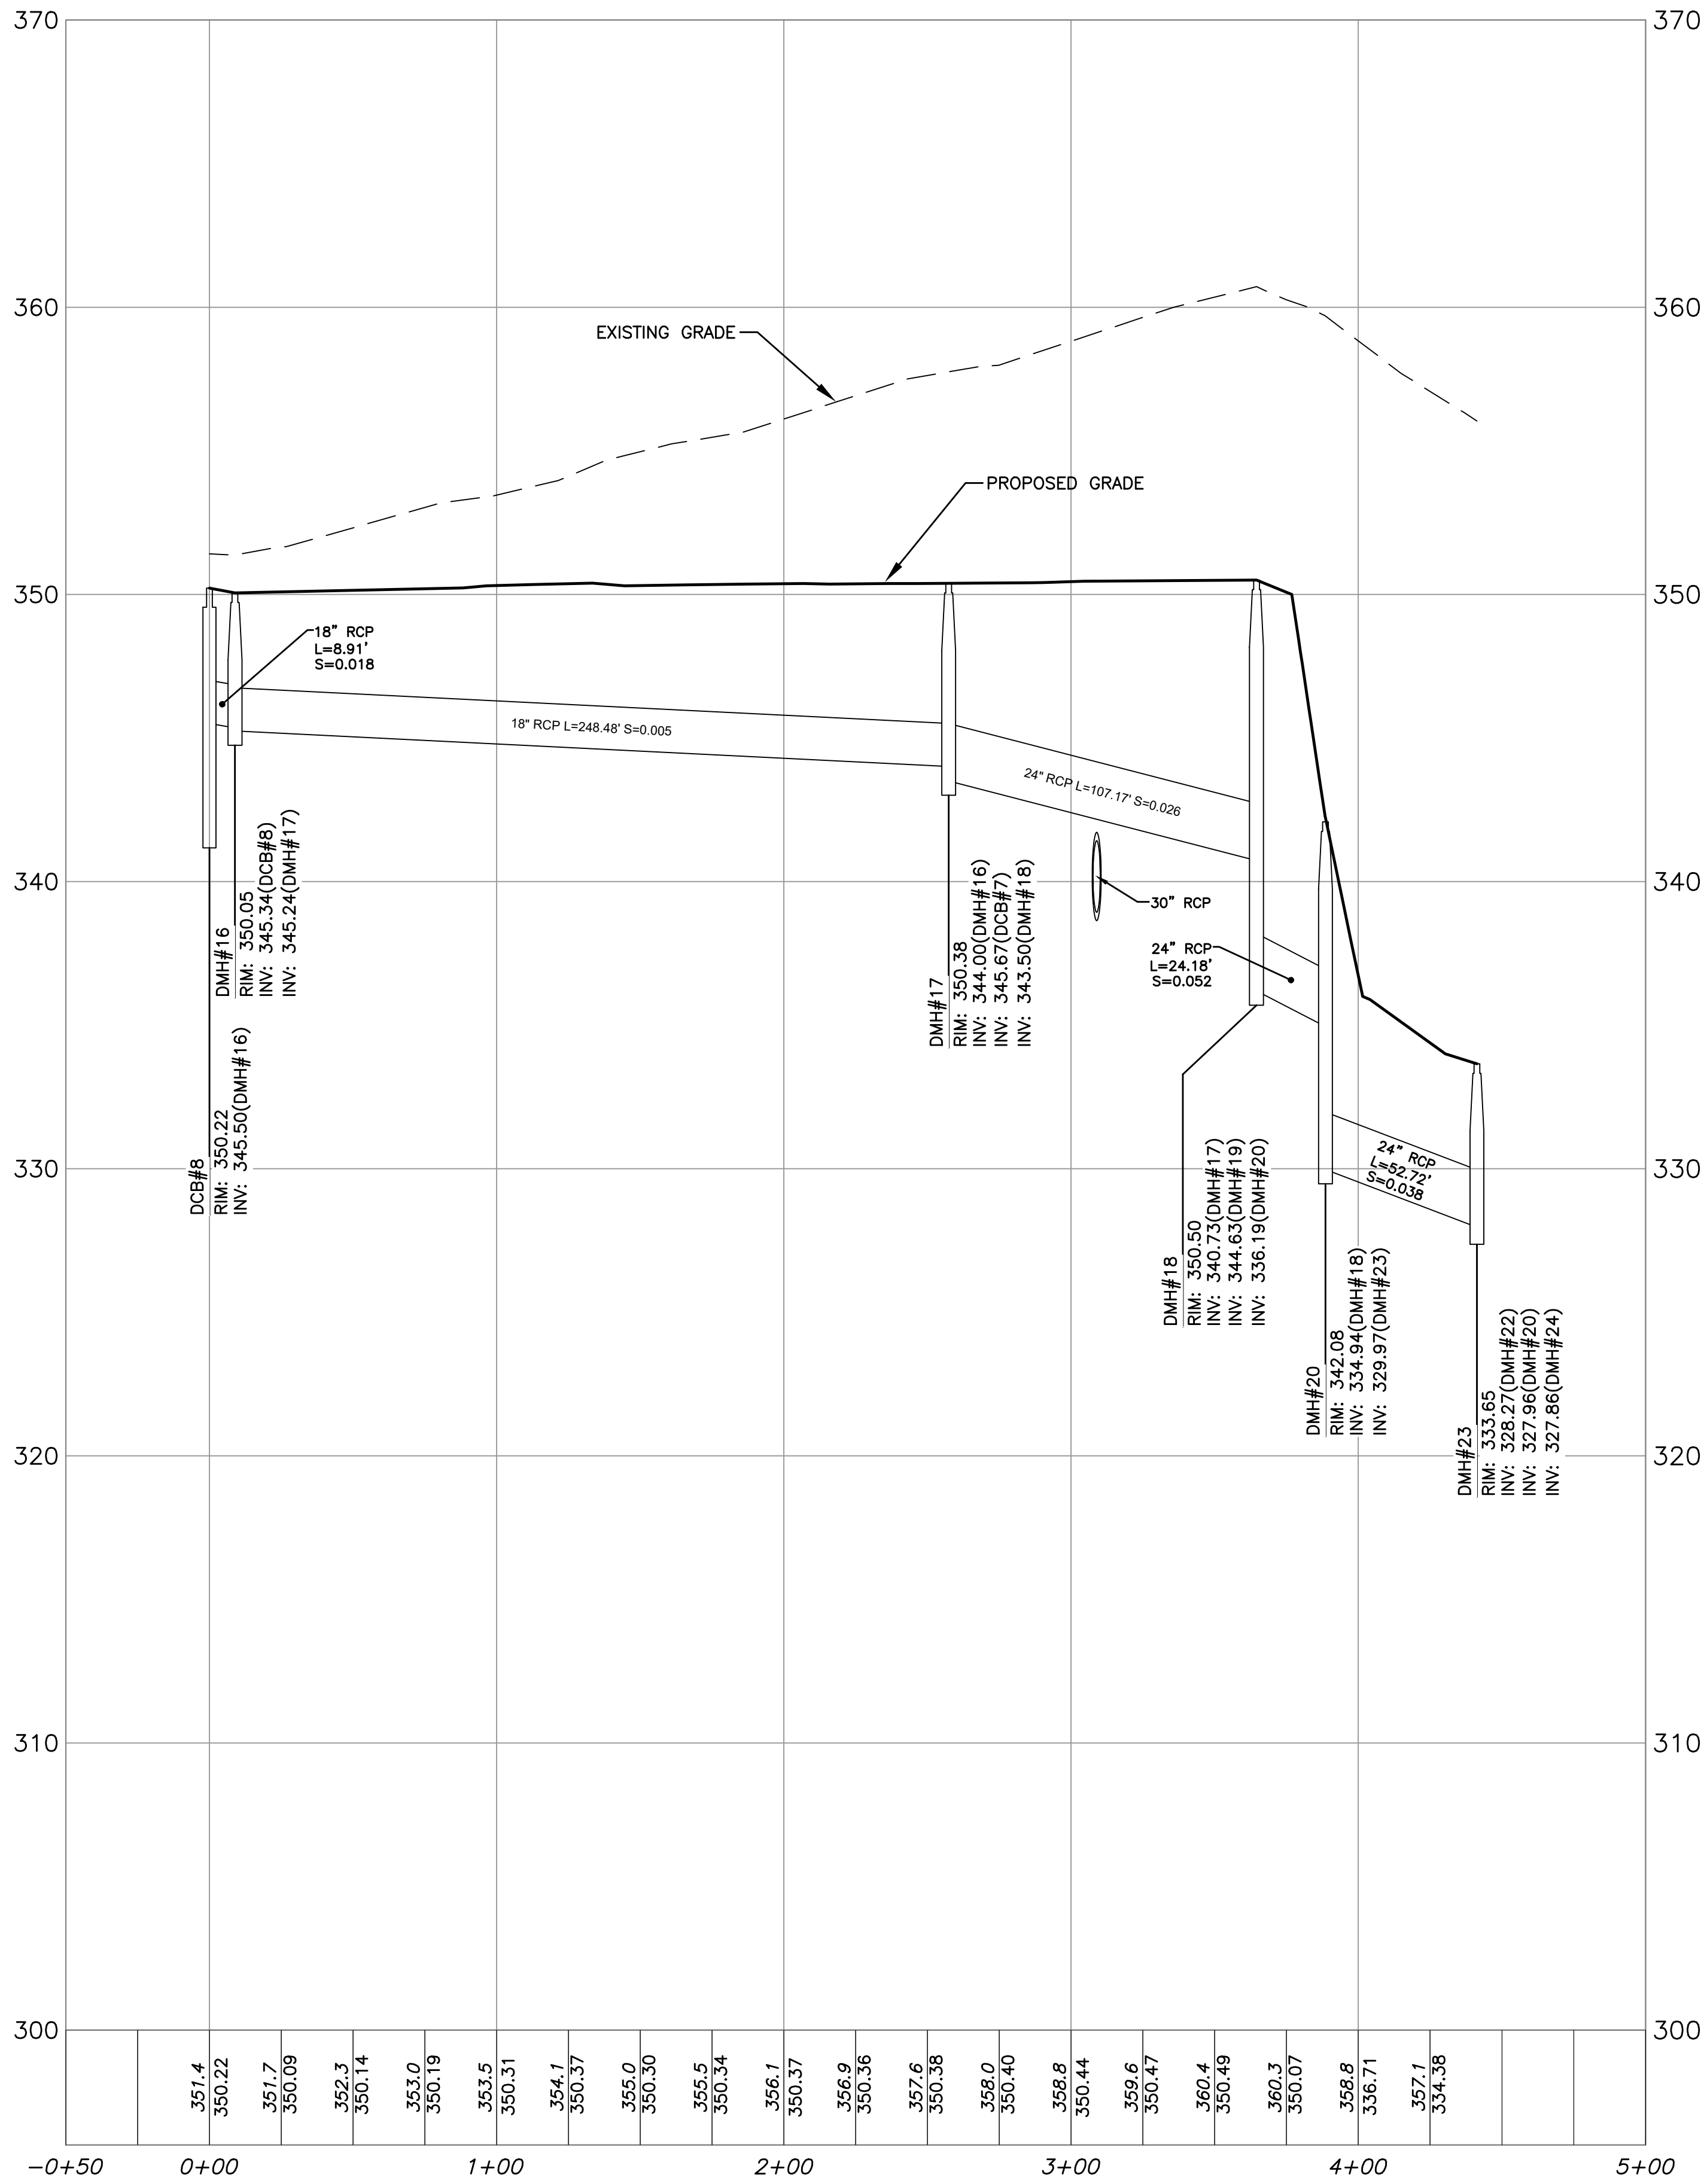 370
370
360
360
EXISTING GRADE
PROPOSED GRADE
350
350
18" RCP
L=8.91'
S=0.018
18" RCP L=248.48' S=0.005
24" RCP L=107.17' S=0.026
340
340
30" RCP
24" RCP
L=24.18'
S=0.052
DMH#16
RIM: 350.05
INV: 345.34(DCB#8)
INV: 345.24(DMH#17)
DMH#17
RIM: 350.38
INV: 344.00(DMH#16)
INV: 345.67(DCB#7)
INV: 343.50(DMH#18)
DCB#8
RIM: 350.22
INV: 345.50(DMH#16)
330
330
24" RCP
L=52.72'
S=0.038
DMH#18
RIM: 350.50
INV: 340.73(DMH#17)
INV: 344.63(DMH#19)
INV: 336.19(DMH#20)
DMH#20
RIM: 342.08
INV: 334.94(DMH#18)
INV: 329.97(DMH#23)
DMH#23
RIM: 333.65
INV: 328.27(DMH#22)
INV: 327.96(DMH#20)
INV: 327.86(DMH#24)
320
320
310
310
300
300
351.4
350.22
351.7
350.09
352.3
350.14
353.0
350.19
353.5
350.31
354.1
350.37
355.0
350.30
355.5
350.34
356.1
350.37
356.9
350.36
357.6
350.38
358.0
350.40
358.8
350.44
359.6
350.47
360.4
350.49
360.3
350.07
358.8
336.71
357.1
334.38
-0+50
0+00
1+00
2+00
3+00
4+00
5+00